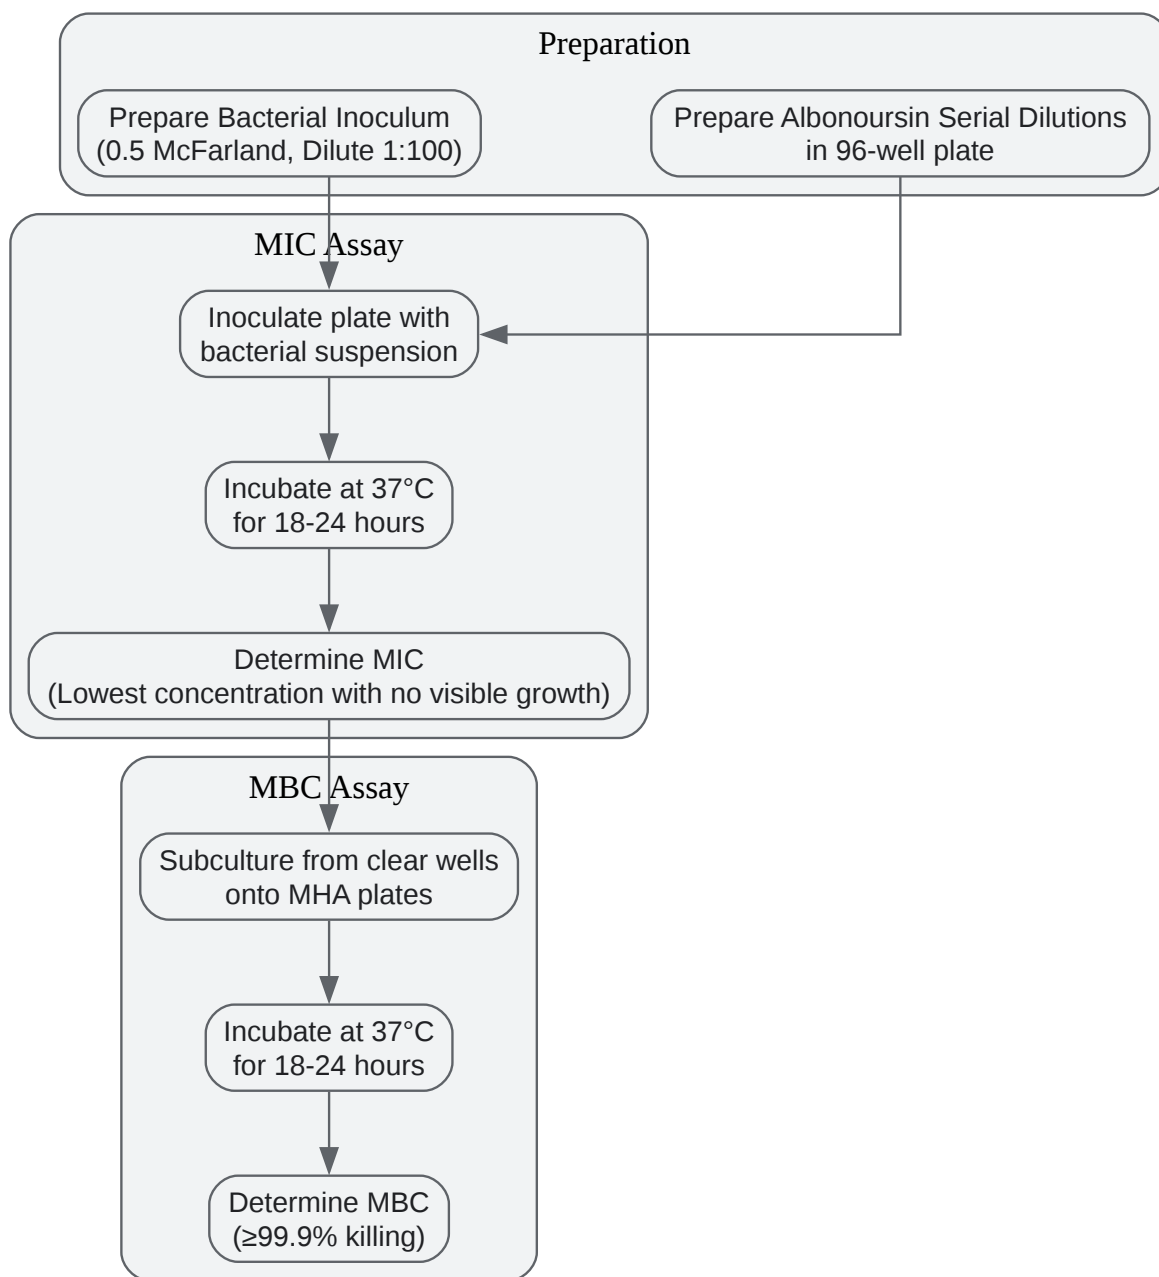 Preparation
Prepare Bacterial Inoculum
(0.5 McFarland, Dilute 1:100)
Prepare Albonoursin Serial Dilutions
in 96-well plate
MIC Assay
Inoculate plate with
bacterial suspension
Incubate at 37°C
for 18-24 hours
Determine MIC
(Lowest concentration with no visible growth)
MBC Assay
Subculture from clear wells
onto MHA plates
Incubate at 37°C
for 18-24 hours
Determine MBC
(≥99.9% killing)